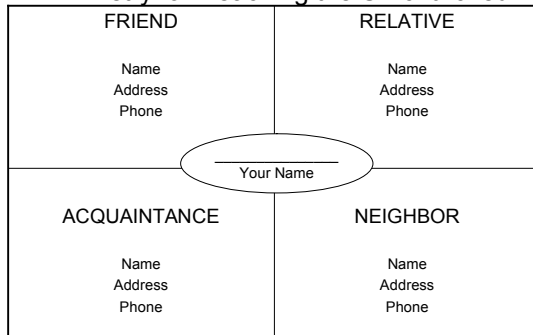 FRIEND
Name
Address
Phone
RELATIVE
Name
Address
Phone
Your Name
ACQUAINTANCE
Name
Address
Phone
NEIGHBOR
Name
Address
Phone